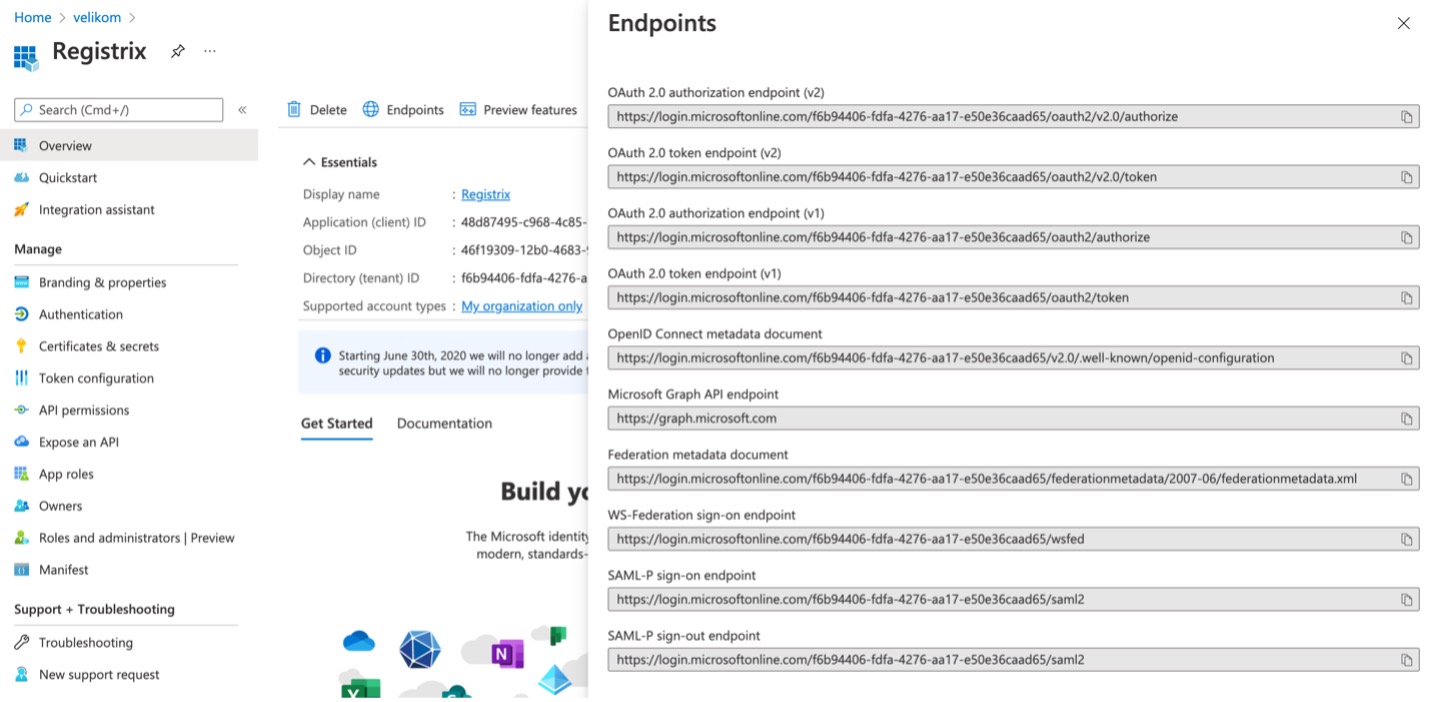 Home > velikom >
Registrix
Search (Cmd+/)
«
Overview
Quickstart
Integration assistant
Manage
Branding & properties
Authentication
Certificates & secrets
Token configuration
API permissions
Expose an API
App roles
Owners
Roles and administrators | Preview
Manifest
Support + Troubleshooting
Troubleshooting
New support request
Delete Endpoints Preview features
Essentials
Display name : Registrix
Application (client) ID : 48d87495-c968-4c85-
Object ID : 46f19309-12b0-4683-
Directory (tenant) ID : f6b94406-fdfa-4276-a
Supported account types : My organization only
Starting June 30th, 2020 we will no longer add
security updates but we will no longer provide
Get Started Documentation
Build yo
The Microsoft identity
modern, standards-
N
X
Endpoints
OAuth 2.0 authorization endpoint (v2)
https://login.microsoftonline.com/f6b94406-fdfa-4276-aa17-e50e36caad65/oauth2/v2.0/authorize
OAuth 2.0 token endpoint (v2)
https://login.microsoftonline.com/f6b94406-fdfa-4276-aa17-e50e36caad65/oauth2/v2.0/token
OAuth 2.0 authorization endpoint (v1)
https://login.microsoftonline.com/f6b94406-fdfa-4276-aa17-e50e36caad65/oauth2/authorize
OAuth 2.0 token endpoint (v1)
https://login.microsoftonline.com/f6b94406-fdfa-4276-aa17-e50e36caad65/oauth2/token
OpenID Connect metadata document
https://login.microsoftonline.com/f6b94406-fdfa-4276-aa17-e50e36caad65/v2.0/.well-known/openid-configuration
Microsoft Graph API endpoint
https://graph.microsoft.com
Federation metadata document
https://login.microsoftonline.com/f6b94406-fdfa-4276-aa17-e50e36caad65/federationmetadata/2007-06/federationmetadata.xml
WS-Federation sign-on endpoint
https://login.microsoftonline.com/f6b94406-fdfa-4276-aa17-e50e36caad65/wsfed
SAML-P sign-on endpoint
https://login.microsoftonline.com/f6b94406-fdfa-4276-aa17-e50e36caad65/saml2
SAML-P sign-out endpoint
https://login.microsoftonline.com/f6b94406-fdfa-4276-aa17-e50e36caad65/saml2